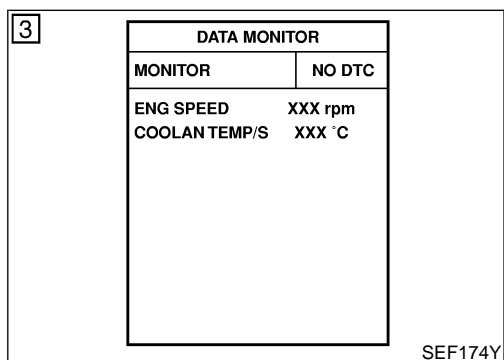 3
DATA MONITOR
MONITOR NO DTC
ENG SPEED XXX rpm
COOLAN TEMP/S XXX °C
SEF174Y